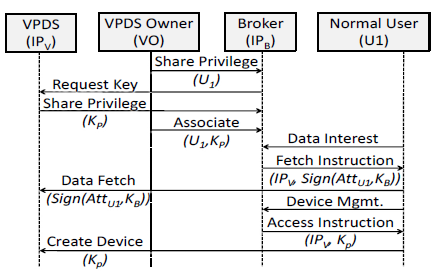 VPDS
(IPV)
VPDS Owner
(VO)
Broker
(IPB)
Normal User
(U1)
Share Privilege
(U1)
Request Key
Share Privilege
(KP)
Associate
(U1,KP)
Data Interest
Fetch Instruction
(IPV, Sign(AttU1,KB))
Data Fetch
(Sign(AttU1,KB))
Device Mgmt.
Access Instruction
(IPV, Kp)
Create Device
(Kp)